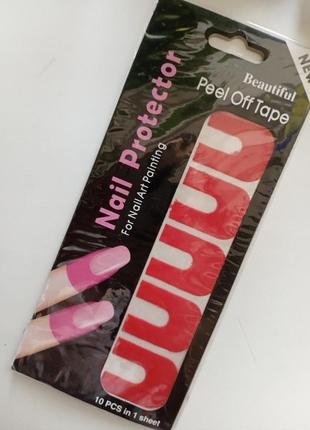 NEW
Beautiful
Peel Off Tape
Nail Protector
For Nail Art Painting
10 PCS in 1 sheet